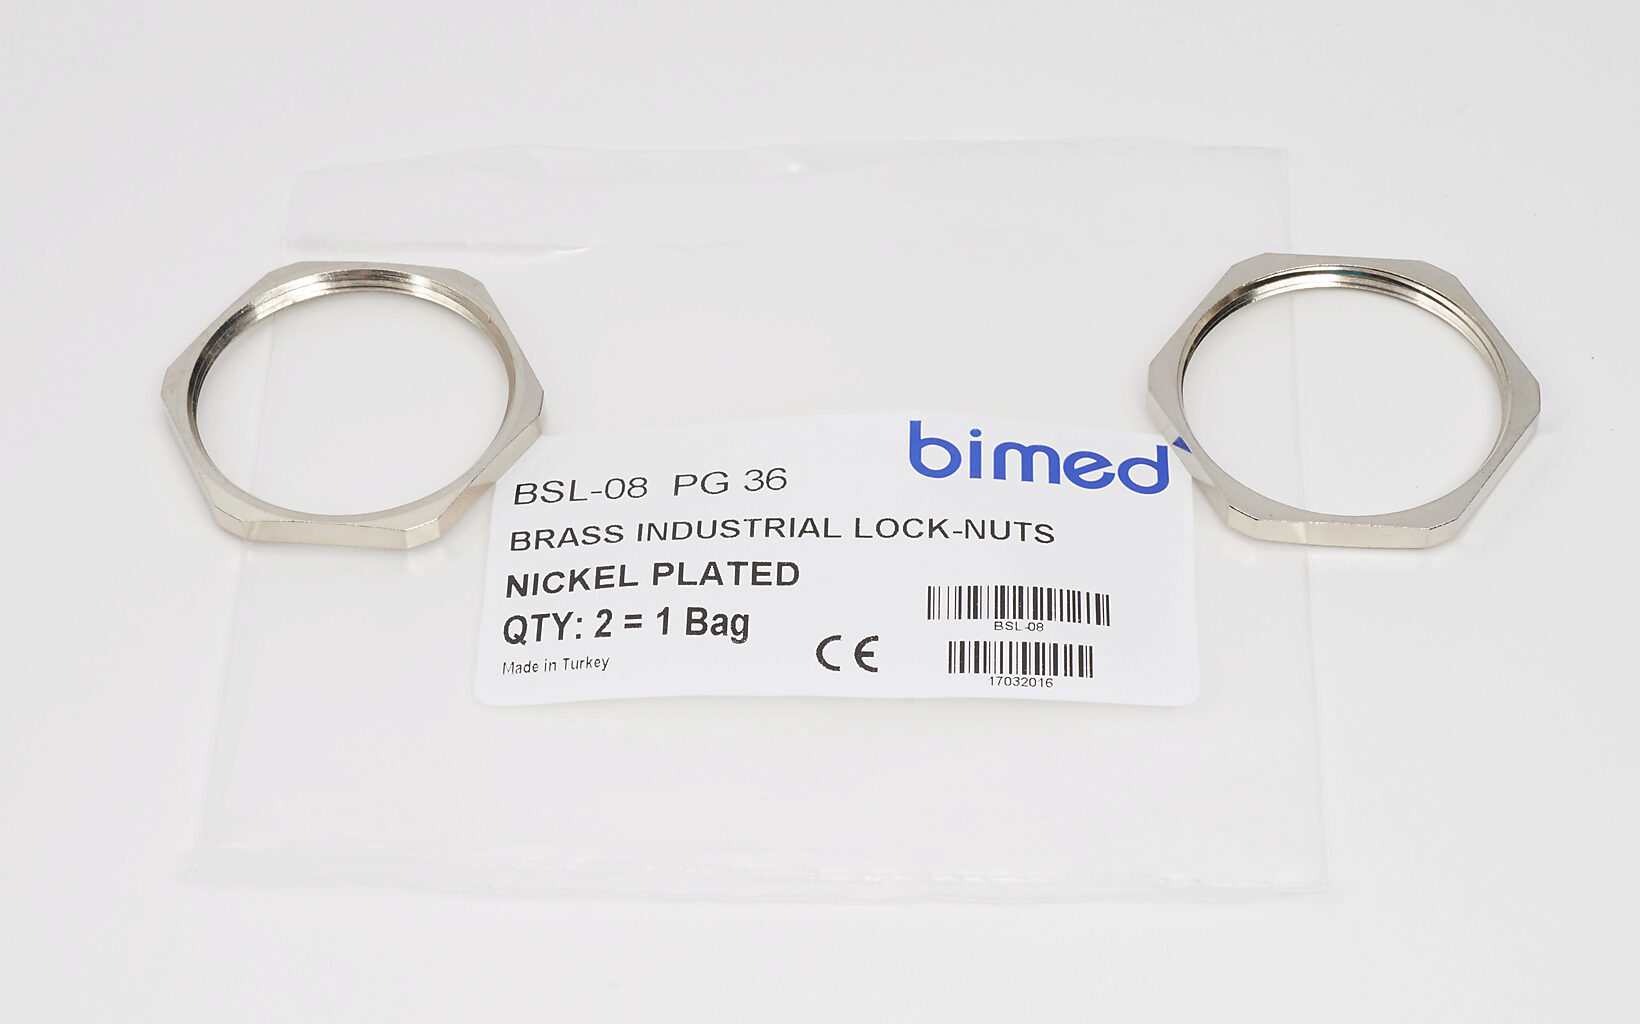 bimed
BSL-08 PG 36
BRASS INDUSTRIAL LOCK-NUTS
NICKEL PLATED
QTY: 2 = 1 Bag
Made in Turkey
CE
BSL-08
17032016